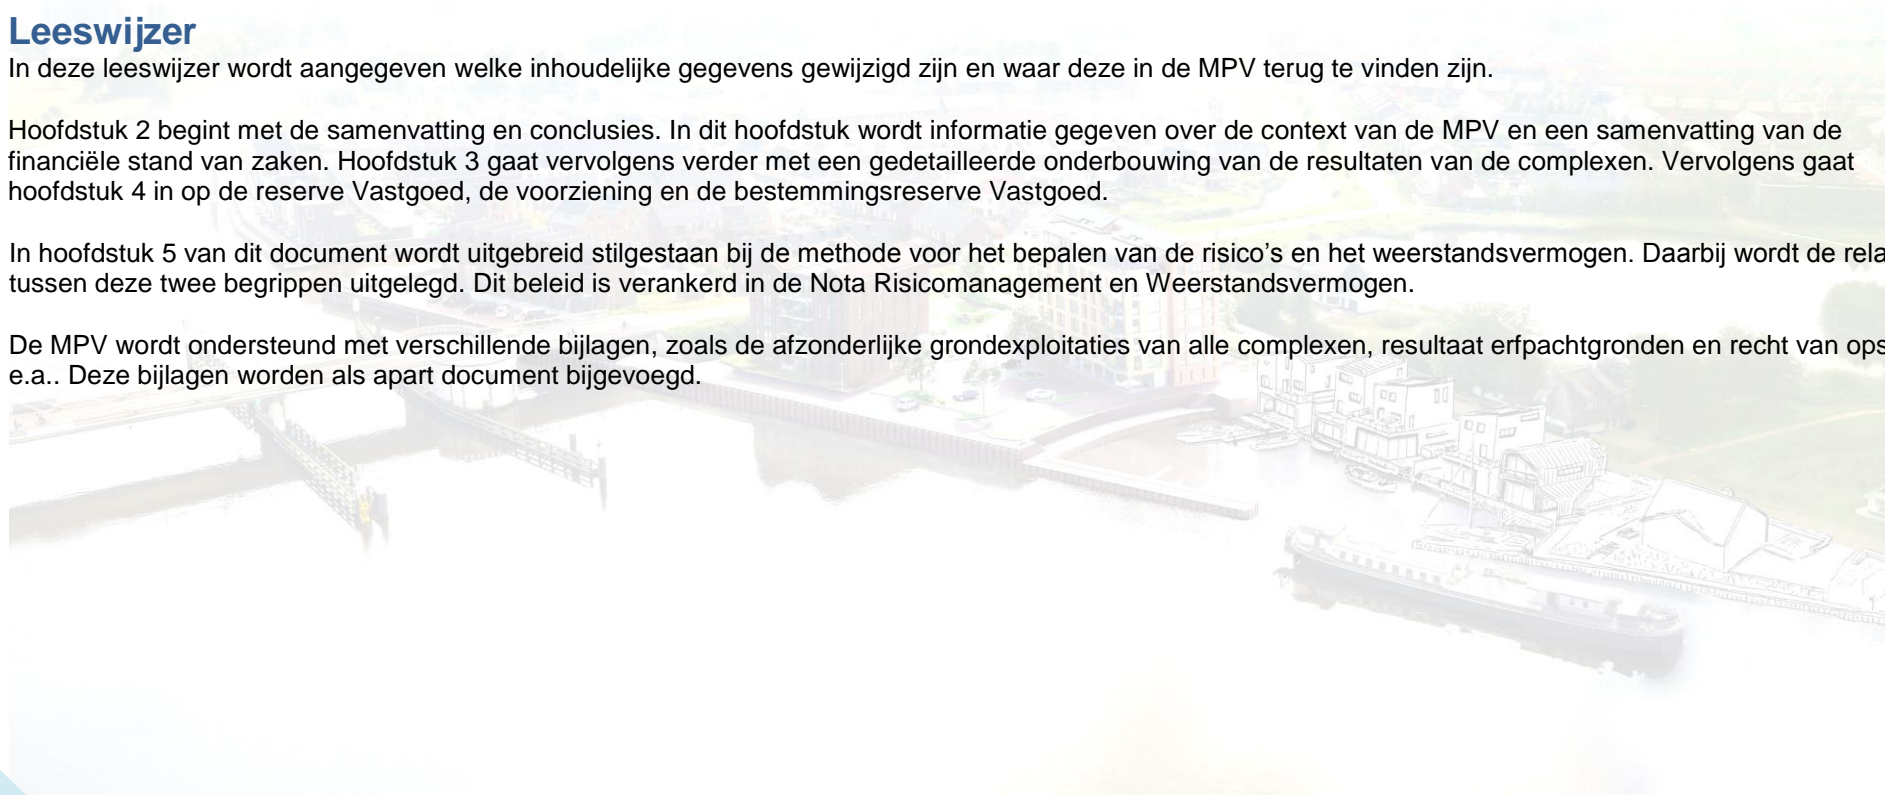 Leeswijzer
In deze leeswijzer wordt aangegeven welke inhoudelijke gegevens gewijzigd zijn en waar deze in de MPV terug te vinden zijn.
Hoofdstuk 2 begint met de samenvatting en conclusies. In dit hoofdstuk wordt informatie gegeven over de context van de MPV en een samenvatting van de
financiële stand van zaken. Hoofdstuk 3 gaat vervolgens verder met een gedetailleerde onderbouwing van de resultaten van de complexen. Vervolgens gaat
hoofdstuk 4 in op de reserve Vastgoed, de voorziening en de bestemmingsreserve Vastgoed.
In hoofdstuk 5 van dit document wordt uitgebreid stilgestaan bij de methode voor het bepalen van de risico’s en het weerstandsvermogen. Daarbij wordt de rela
tussen deze twee begrippen uitgelegd. Dit beleid is verankerd in de Nota Risicomanagement en Weerstandsvermogen.
De MPV wordt ondersteund met verschillende bijlagen, zoals de afzonderlijke grondexploitaties van alle complexen, resultaat erfpachtgronden en recht van ops
e.a.. Deze bijlagen worden als apart document bijgevoegd.